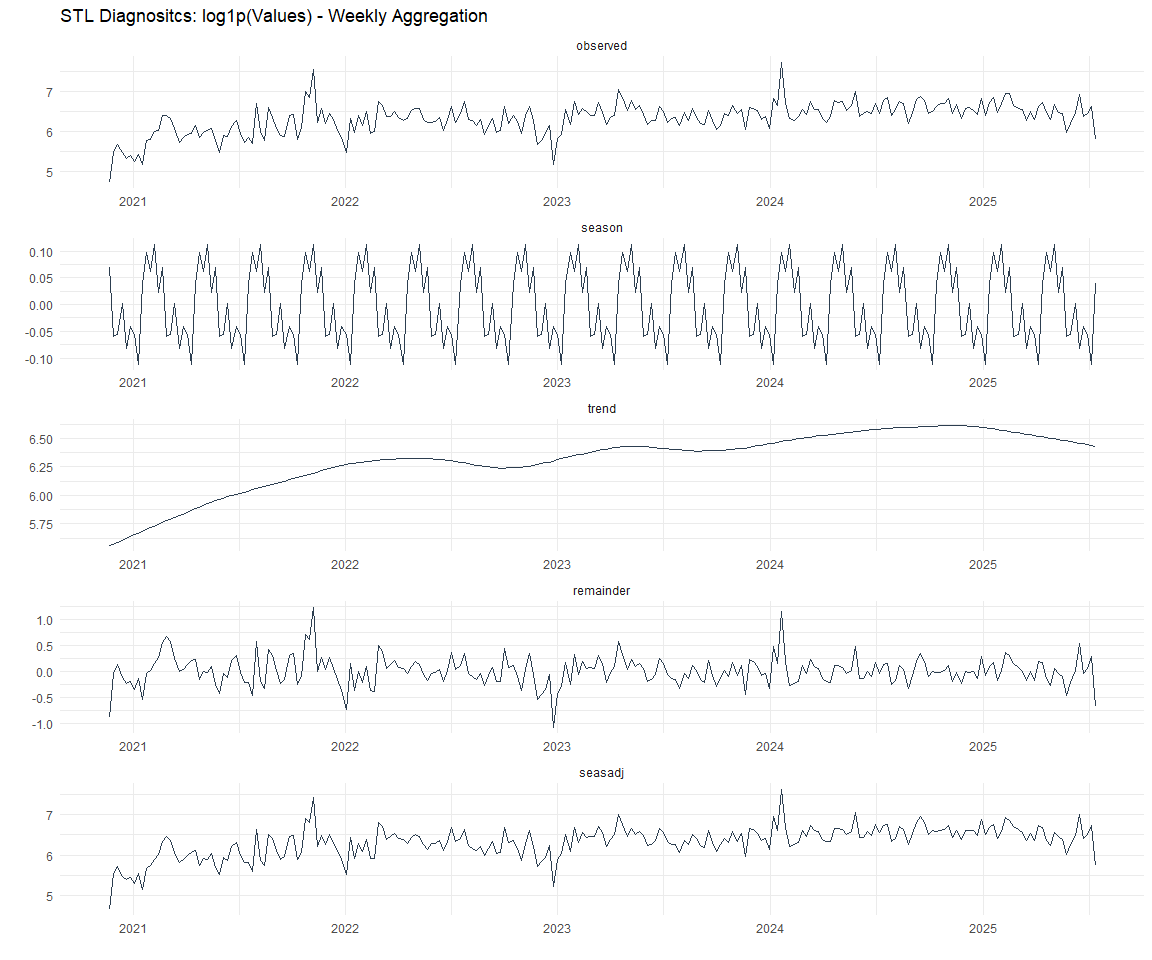 STL Diagnositcs: log1p(Values) - Weekly Aggregation
observed
7
6
5
2021 2022 2023 2024 2025
season
0.10
0.05
0.00
-0.05
-0.10
2021 2022 2023 2024 2025
trend
6.50
6.25
6.00
5.75
2021 2022 2023 2024 2025
remainder
1.0
0.5
0.0
-0.5
-1.0
2021 2022 2023 2024 2025
seasadj
7
6
5
2021 2022 2023 2024 2025